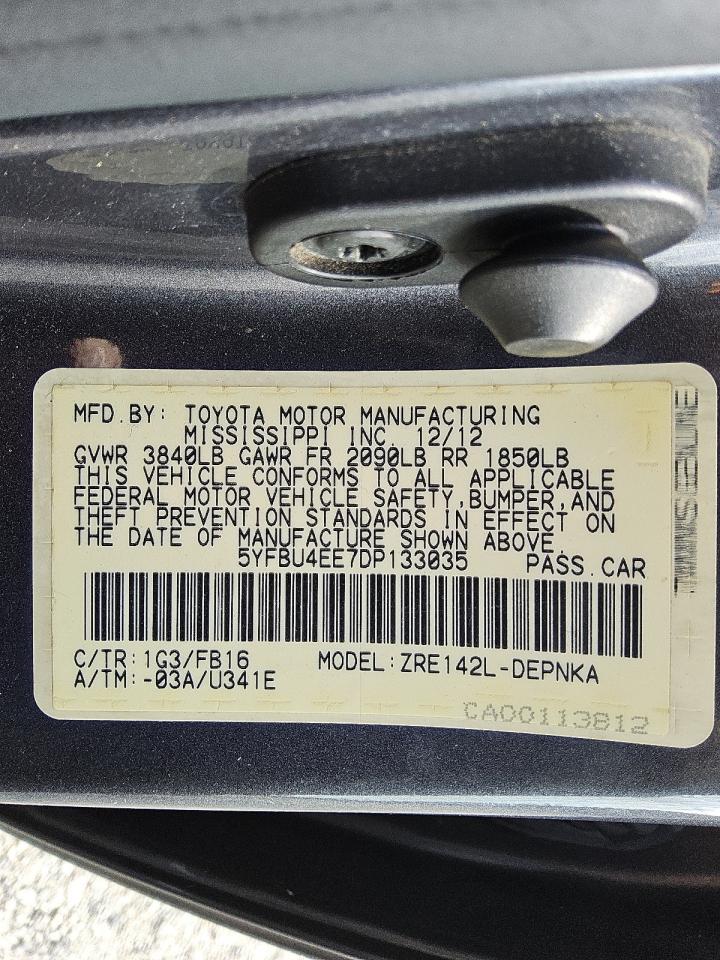 MFD.BY: TOYOTA MOTOR MANUFACTURING
MISSISSIPPI INC. 12/12
GVWR 3840LB GAWR FR 2090LB RR 1850LB
THIS VEHICLE CONFORMS TO ALL APPLICABLE
FEDERAL MOTOR VEHICLE SAFETY,BUMPER,AND
THEFT PREVENTION STANDARDS IN EFFECT ON
THE DATE OF MANUFACTURE SHOWN ABOVE.
5YFBU4EE7DP133035 PASS.CAR
C/TR:1G3/FB16 MODEL:ZRE142L-DEPNKA
A/TM:-03A/U341E
CA00113812